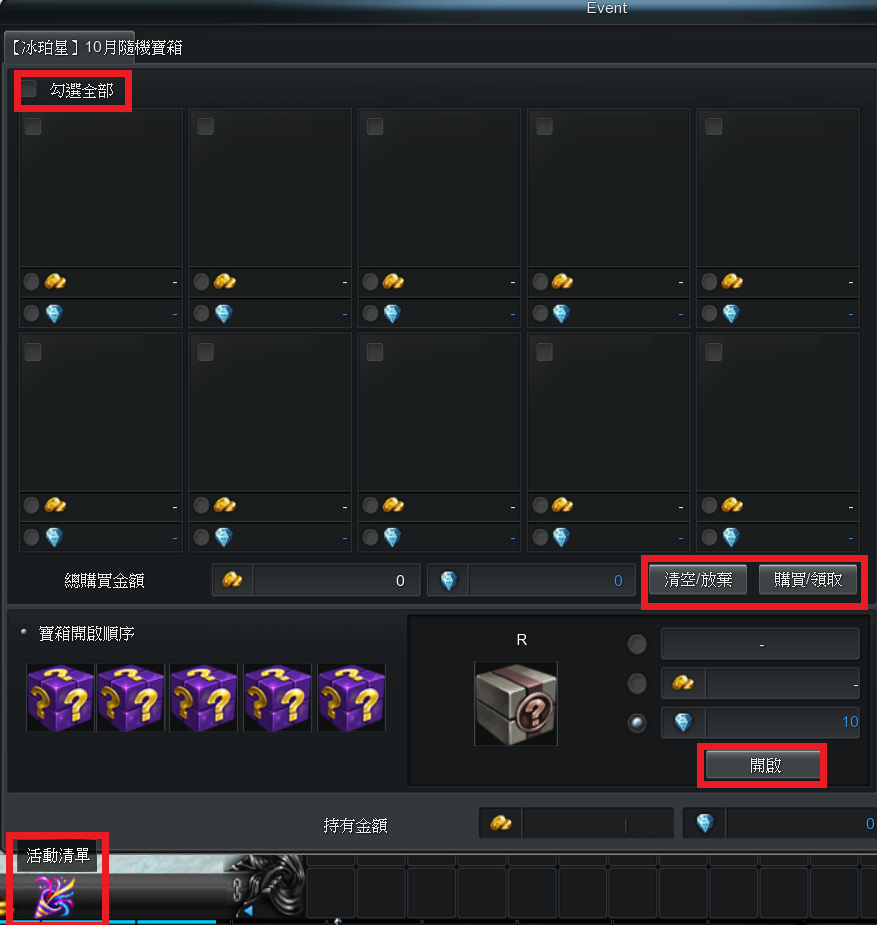 Event
【冰珀星】10月隨機寶箱
勾選全部
- - - - -
- - - - -
- - - - -
- - - - -
總購買金額 0 0 清空/放棄 購買/領取
寶箱開啟順序
R
-
-
10
開啟
持有金額 0
活動清單